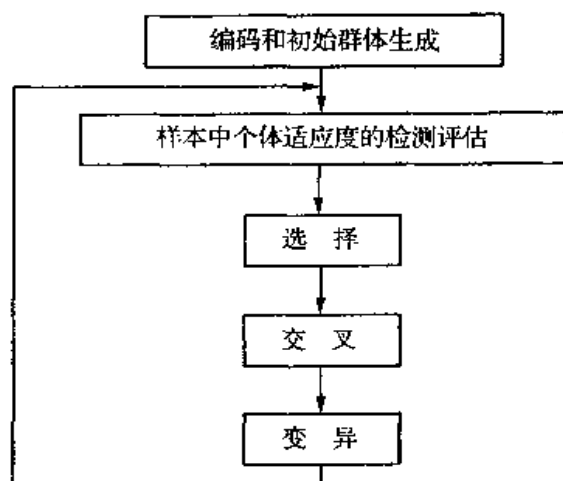 编码和初始群体生成
样本中个体适应度的检测评估
选 择
交 叉
变 异